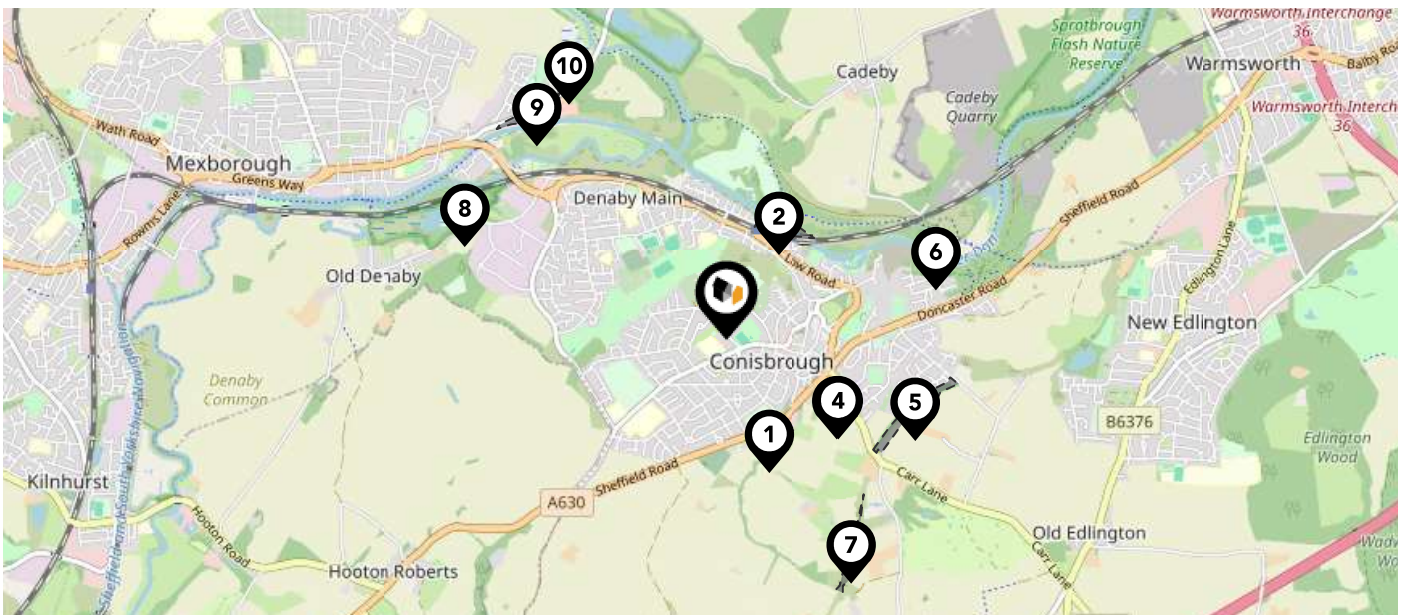 Warmsworth Interchange
36
Sprotbrough
Flash Nature
Reserve
Warmsworth
Balby Ro
10
Cadeby
Cadeby
Quarry
9
Warmsworth Interch
36
Wath Road
Mexborough
Greens Way
Rowms Lane
8
Denaby Main
2
Sheffield Road
6
Low Road
Old Denaby
Doncaster Road
Edlington Lane
New Edlington
Conisbrough
Denaby
Common
4
5
1
B6376
Edlington
Wood
Kilnhurst
Sheffield Road
A630
Carr Lane
Hooton Road
7
Old Edlington
Carr Lane
Hooton Roberts
Wadw
Wo